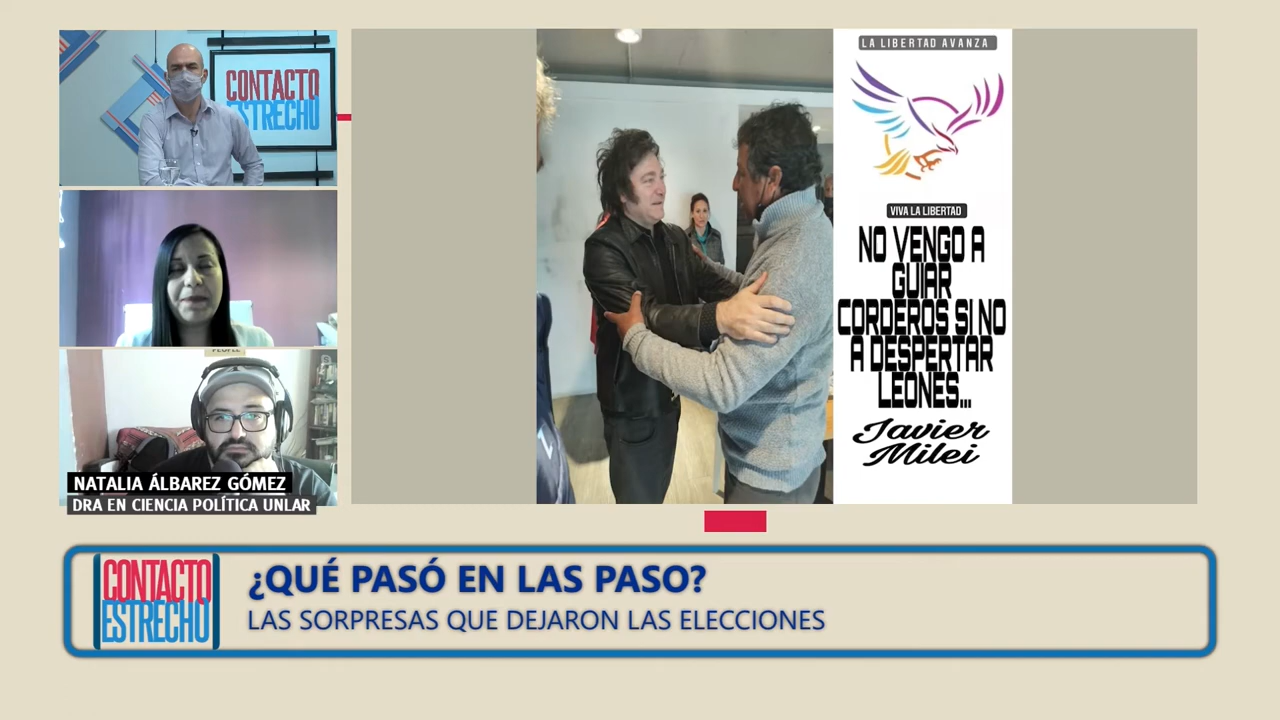 CONTACTO
ESTRECHO
LA LIBERTAD AVANZA
VIVA LA LIBERTAD
NO VENGO A
GUIAR
CORDEROS SI NO
A DESPERTAR
LEONES...
Javier
Milei
PEOPLE
NATALIA ÁLBAREZ GÓMEZ
DRA EN CIENCIA POLÍTICA UNLAR
CONTACTO
ESTRECHO
¿QUÉ PASÓ EN LAS PASO?
LAS SORPRESAS QUE DEJARON LAS ELECCIONES